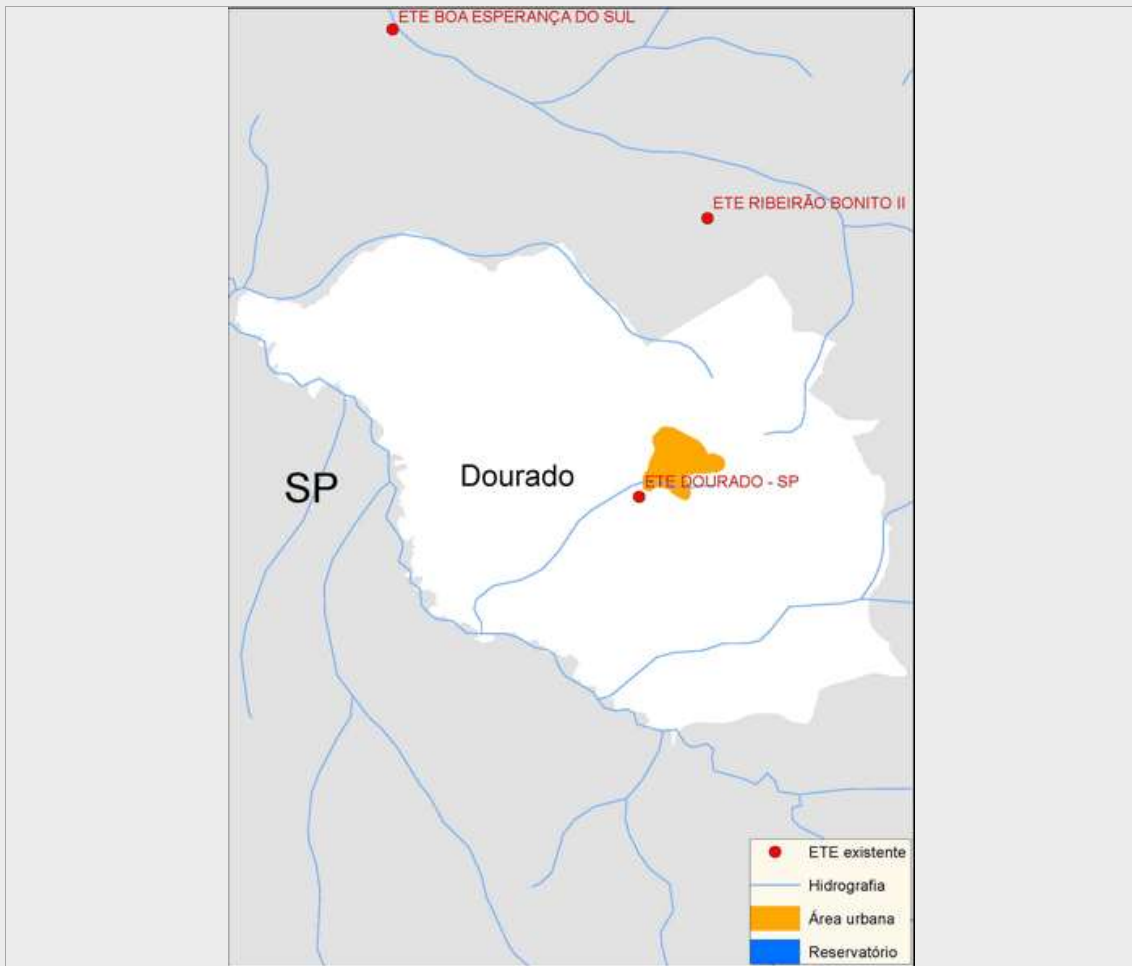 ETE BOA ESPERANÇA DO SUL
ETE RIBEIRÃO BONITO II
SP
Dourado
ETE DOURADO - SP
ETE existente
Hidrografia
Área urbana
Reservatório